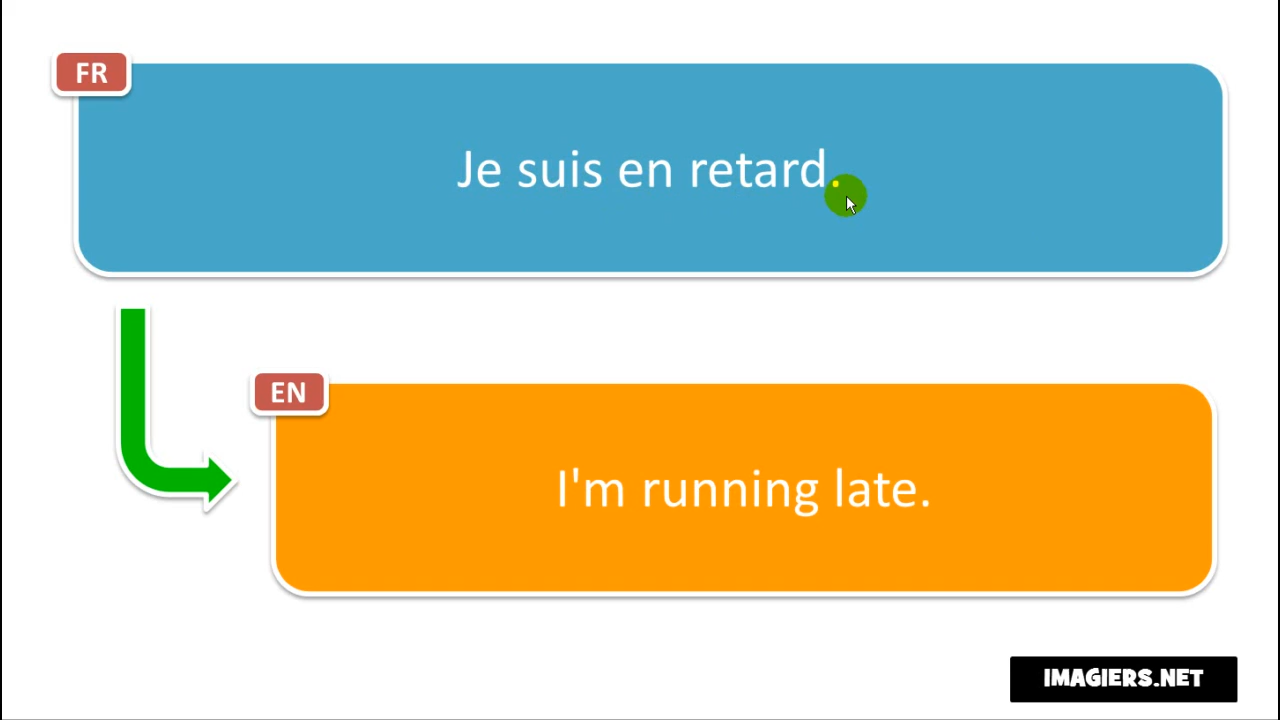 FR
Je suis en retard.
EN
I'm running late.
IMAGIERS.NET